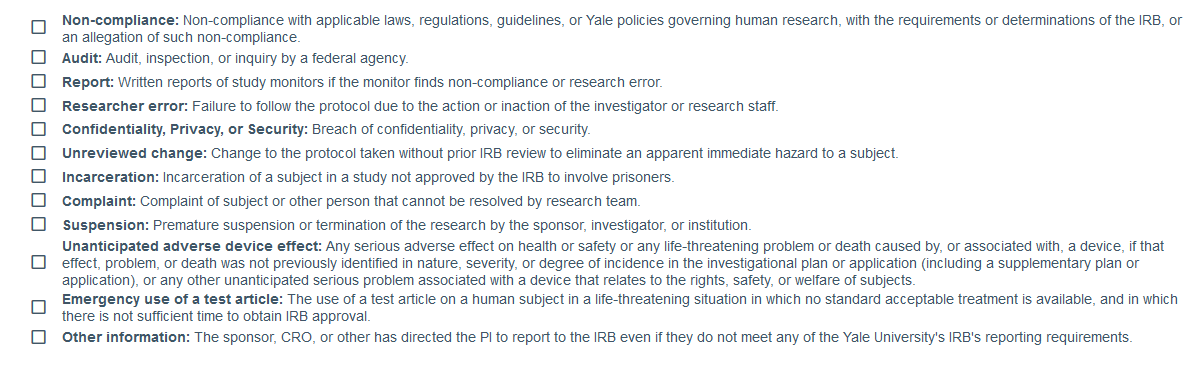 Non-compliance: Non-compliance with applicable laws, regulations, guidelines, or Yale policies governing human research, with the requirements or determinations of the IRB, or
an allegation of such non-compliance.
Audit: Audit, inspection, or inquiry by a federal agency.
Report: Written reports of study monitors if the monitor finds non-compliance or research error.
Researcher error: Failure to follow the protocol due to the action or inaction of the investigator or research staff.
Confidentiality, Privacy, or Security: Breach of confidentiality, privacy, or security.
Unreviewed change: Change to the protocol taken without prior IRB review to eliminate an apparent immediate hazard to a subject.
Incarceration: Incarceration of a subject in a study not approved by the IRB to involve prisoners.
Complaint: Complaint of subject or other person that cannot be resolved by research team.
Suspension: Premature suspension or termination of the research by the sponsor, investigator, or institution.
Unanticipated adverse device effect: Any serious adverse effect on health or safety or any life-threatening problem or death caused by, or associated with, a device, if that
effect, problem, or death was not previously identified in nature, severity, or degree of incidence in the investigational plan or application (including a supplementary plan or
application), or any other unanticipated serious problem associated with a device that relates to the rights, safety, or welfare of subjects.
Emergency use of a test article: The use of a test article on a human subject in a life-threatening situation in which no standard acceptable treatment is available, and in which
there is not sufficient time to obtain IRB approval.
Other information: The sponsor, CRO, or other has directed the PI to report to the IRB even if they do not meet any of the Yale University's IRB's reporting requirements.